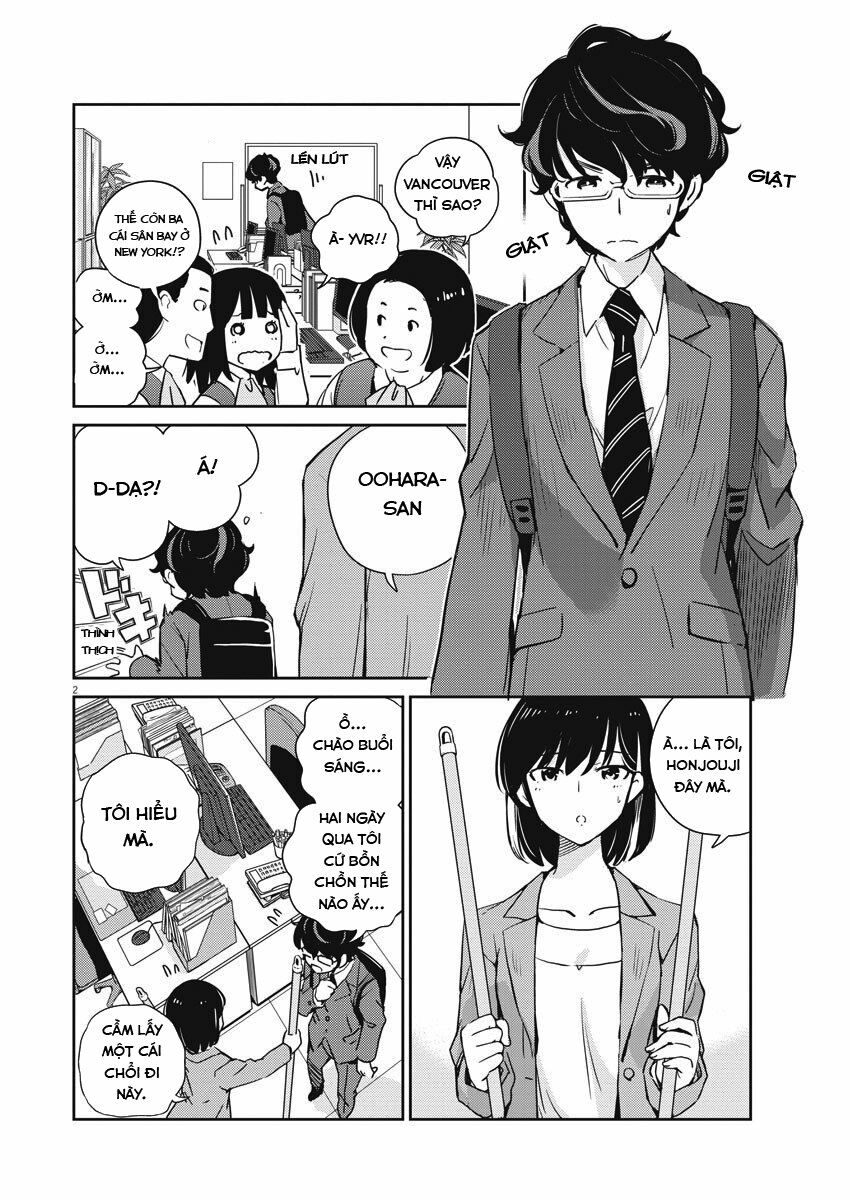 VẬY
VANCOUVER
THÌ SAO?
LÉN LÚT
À- YVR!!
THẾ CÒN BA
CÁI SÂN BAY Ở
NEW YORK!?
ỜM...
Ờ...
ỜM...
GIẬT
GIẬT
OOHARA-
SAN
Á!
D-DẠ?!
ドキ
THÌNH
THỊCH
2
À... LÀ TÔI,
HONJOUJI
ĐÂY MÀ.
Ồ...
CHÀO BUỔI
SÁNG...
HAI NGÀY
QUA TÔI
CỨ BỒN
CHỒN THẾ
NÀO ẤY...
TÔI HIỂU
MÀ.
CẦM LẤY
MỘT CÁI
CHỔI ĐI
NÀY.